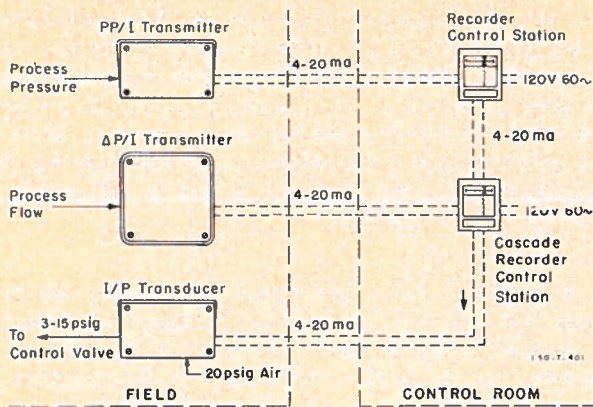 PP/I Transmitter
Recorder
Control Station
Process
Pressure
4-20 ma
120V 60~
ΔP/I Transmitter
4-20 ma
Process
Flow
4-20 ma
120V 60~
Cascade
Recorder
Control
Station
I/P Transducer
3-15 psig
To
Control Valve
4-20 ma
20 psig Air
FIELD
CONTROL ROOM